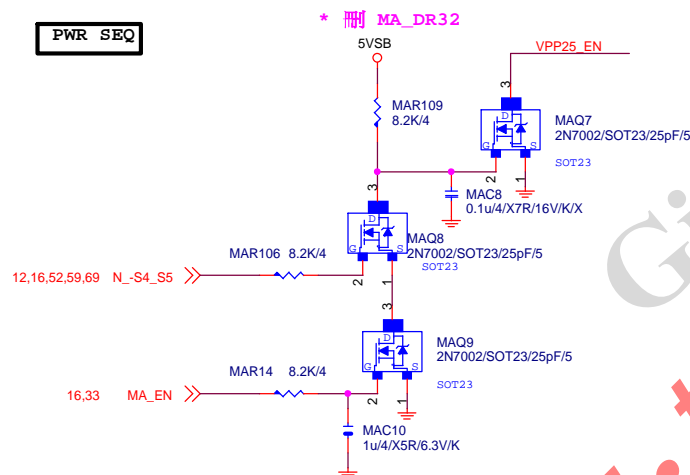 * 刪 MA_DR32
PWR SEQ
5VSB
VPP25_EN
MAR109
8.2K/4
3
D
G
S
MAQ7
2N7002/SOT23/25pF/5
SOT23
2
1
MAC8
0.1u/4/X7R/16V/K/X
3
D
G
S
MAQ8
2N7002/SOT23/25pF/5
SOT23
MAR106 8.2K/4
12,16,52,59,69 N_-S4_S5
2
1
3
D
G
S
MAQ9
2N7002/SOT23/25pF/5
SOT23
MAR14 8.2K/4
16,33 MA_EN
2
1
MAC10
1u/4/X5R/6.3V/K
Gi
t